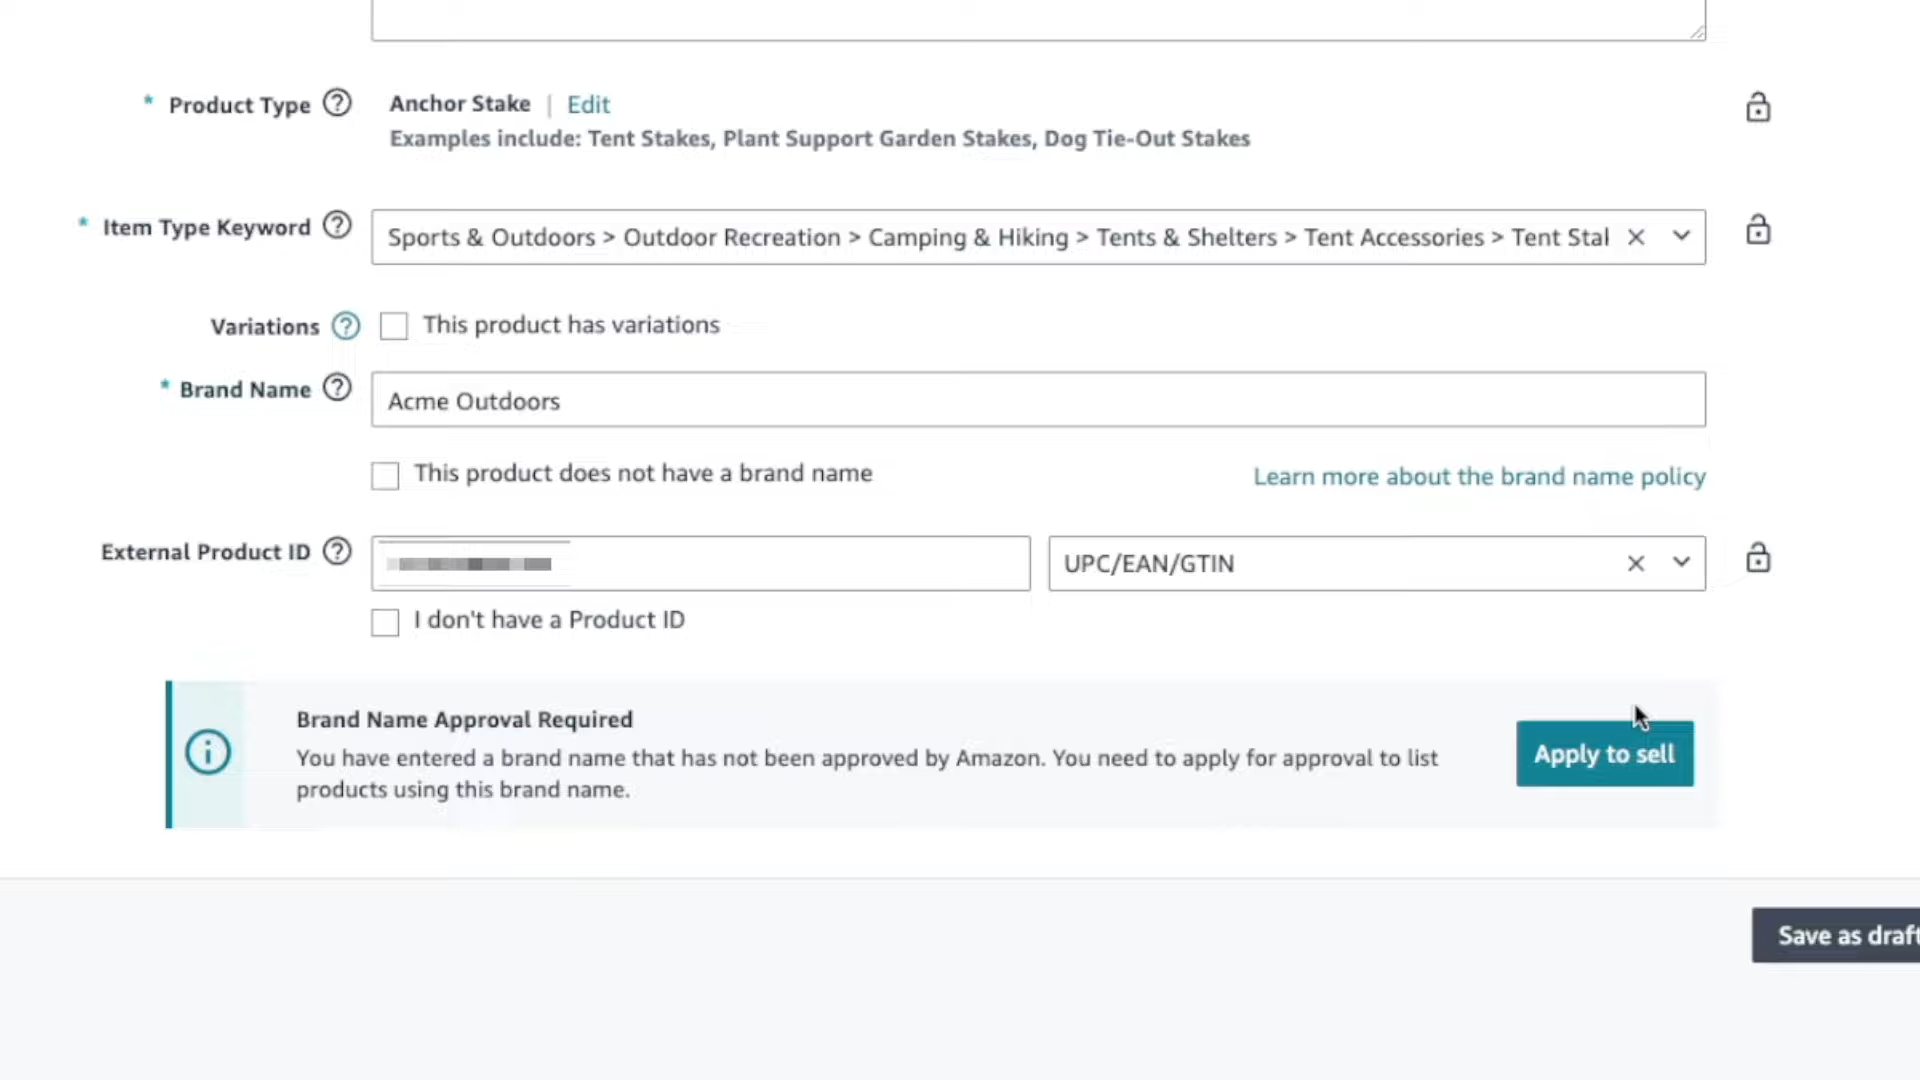 * Product Type
Anchor Stake | Edit
Examples include: Tent Stakes, Plant Support Garden Stakes, Dog Tie-Out Stakes
* Item Type Keyword
Sports & Outdoors > Outdoor Recreation > Camping & Hiking > Tents & Shelters > Tent Accessories > Tent Stal
Variations
This product has variations
* Brand Name
Acme Outdoors
This product does not have a brand name
Learn more about the brand name policy
External Product ID
UPC/EAN/GTIN
I don't have a Product ID
Brand Name Approval Required
You have entered a brand name that has not been approved by Amazon. You need to apply for approval to list
products using this brand name.
Apply to sell
Save as draft